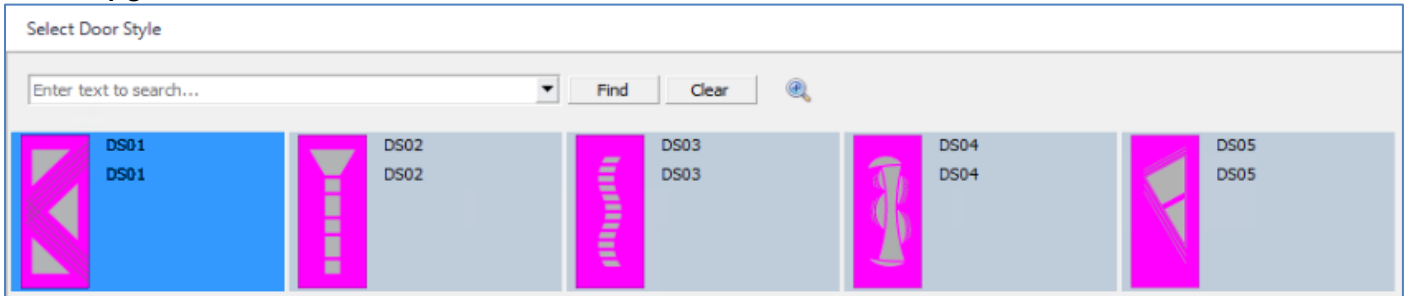 Select Door Style
Enter text to search...
Find
Clear
DS01
DS01
DS02
DS02
DS03
DS03
DS04
DS04
DS05
DS05